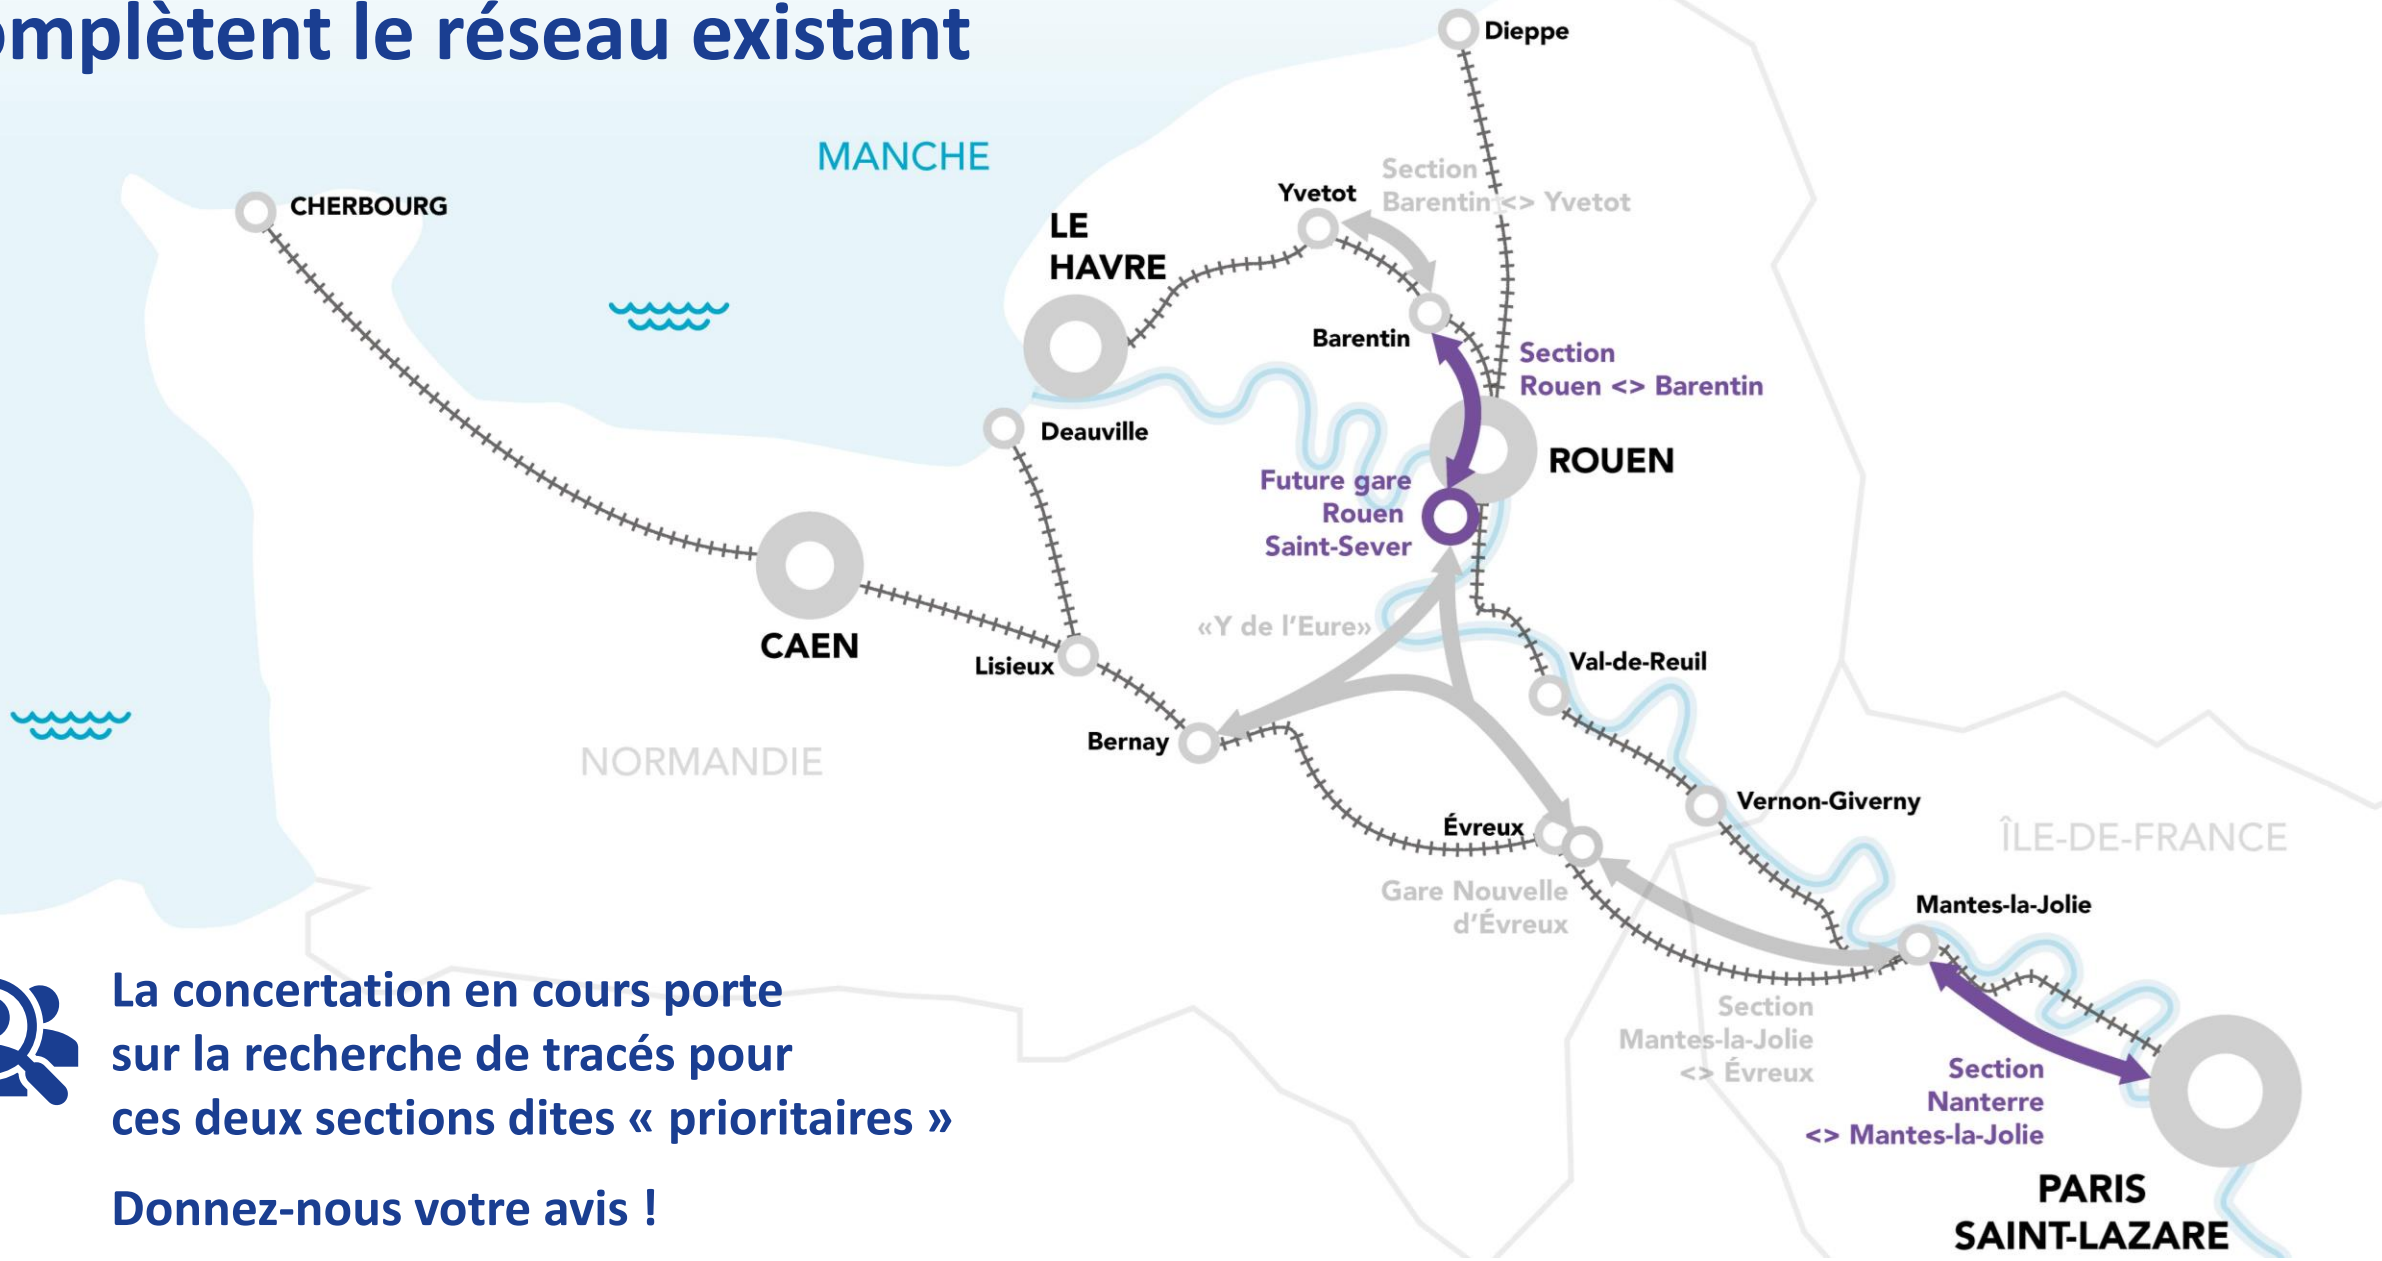 complètent le réseau existant
Dieppe
MANCHE
CHERBOURG
Section
Barentin <> Yvetot
Yvetot
LE
HAVRE
Barentin
Section
Rouen <> Barentin
Deauville
ROUEN
Future gare
Rouen
Saint-Sever
«Y de l'Eure»
CAEN
Lisieux
Val-de-Reuil
Bernay
NORMANDIE
Vernon-Giverny
Évreux
ÎLE-DE-FRANCE
Gare Nouvelle
d'Évreux
Mantes-la-Jolie
Section
Mantes-la-Jolie
<> Évreux
Section
Nanterre
<> Mantes-la-Jolie
PARIS
SAINT-LAZARE
La concertation en cours porte
sur la recherche de tracés pour
ces deux sections dites « prioritaires »
Donnez-nous votre avis !